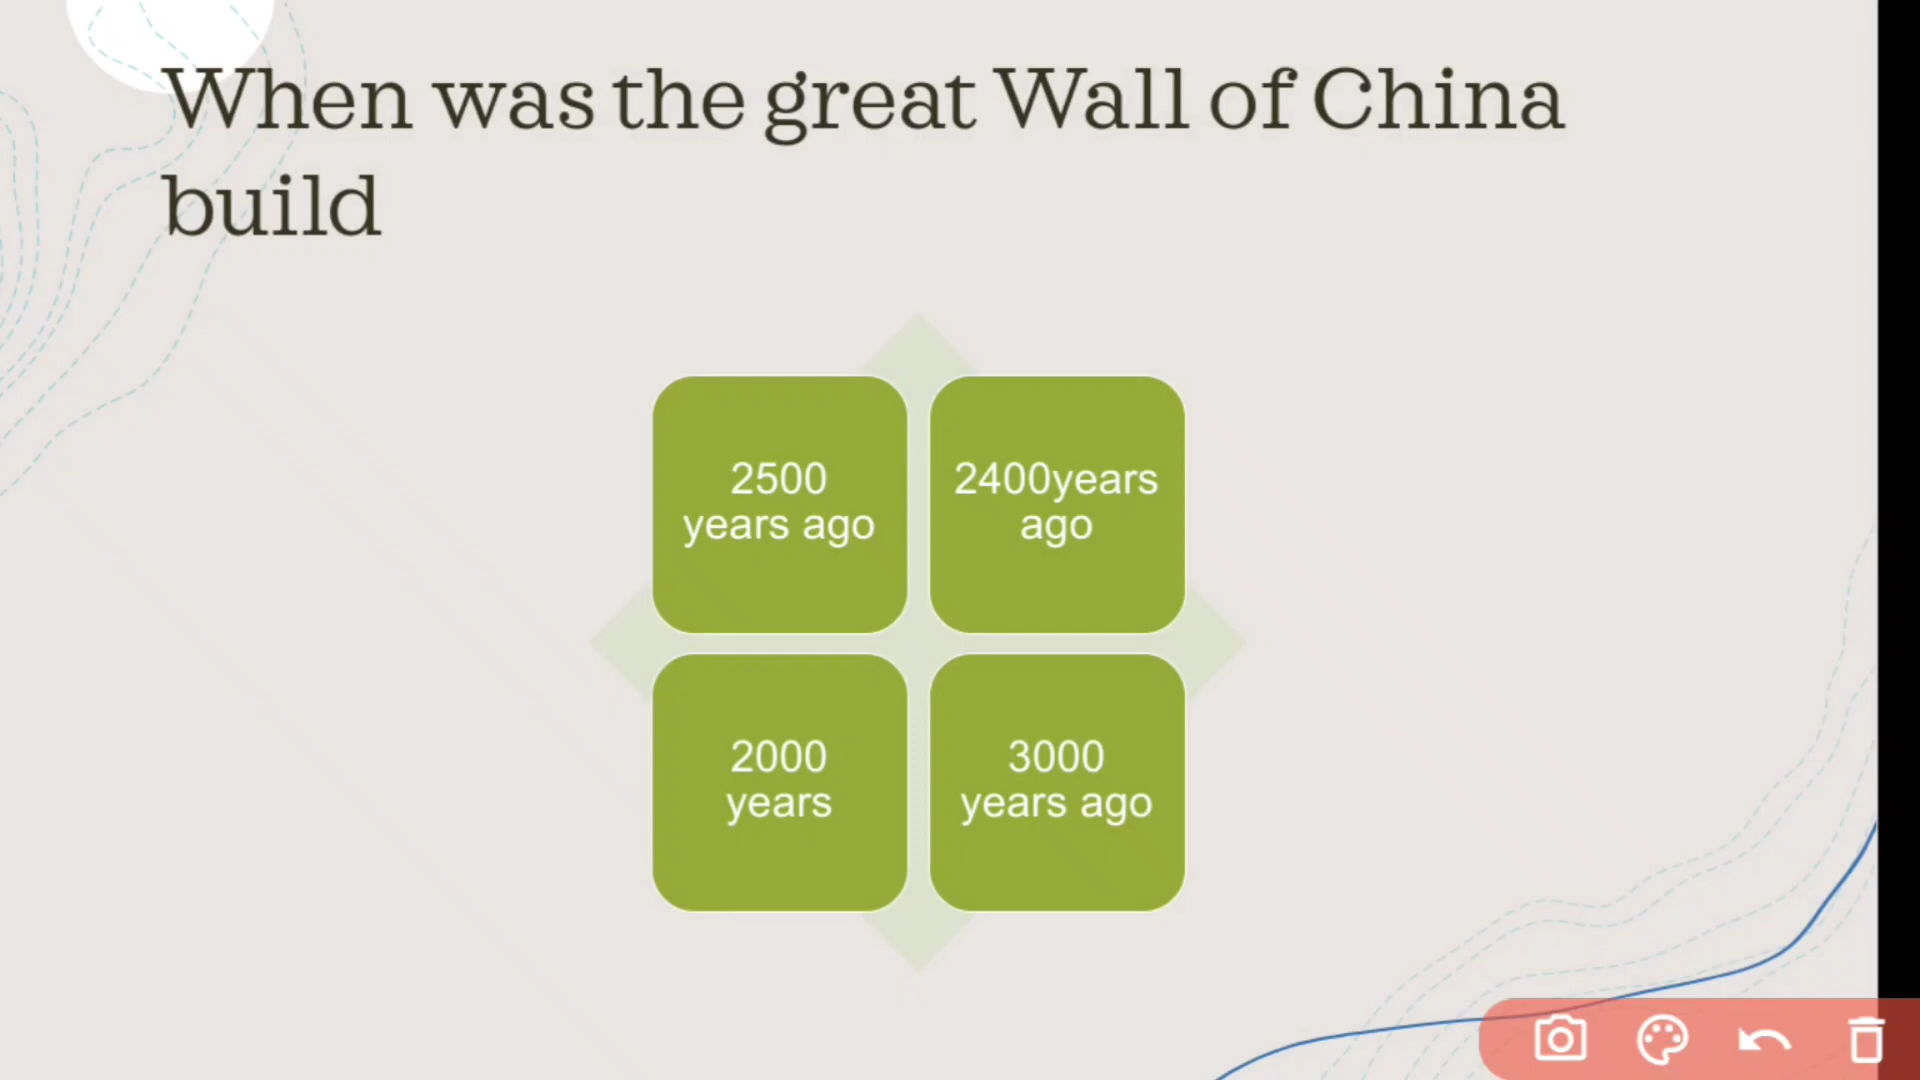 When was the great Wall of China
build
2500
years ago
2400years
ago
2000
years
3000
years ago